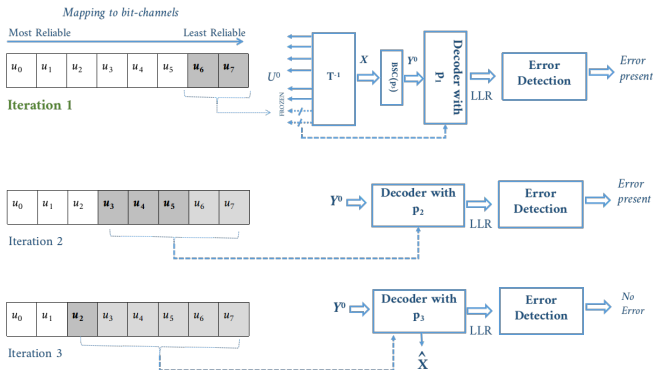 Mapping to bit-channels
Most Reliable Least Reliable
u₀ u₁ u₂ u₃ u₄ u₅ u₆ u₇
Iteration 1
U⁰
FROZEN
T⁻¹
X
BSC(p₁)
Y⁰
Decoder with p₁
LLR
Error
Detection
Error
present
u₀ u₁ u₂ u₃ u₄ u₅ u₆ u₇
Iteration 2
Y⁰
Decoder with
p₂
LLR
Error
Detection
Error
present
u₀ u₁ u₂ u₃ u₄ u₅ u₆ u₇
Iteration 3
Y⁰
Decoder with
p₃
X̂
LLR
Error
Detection
No
Error